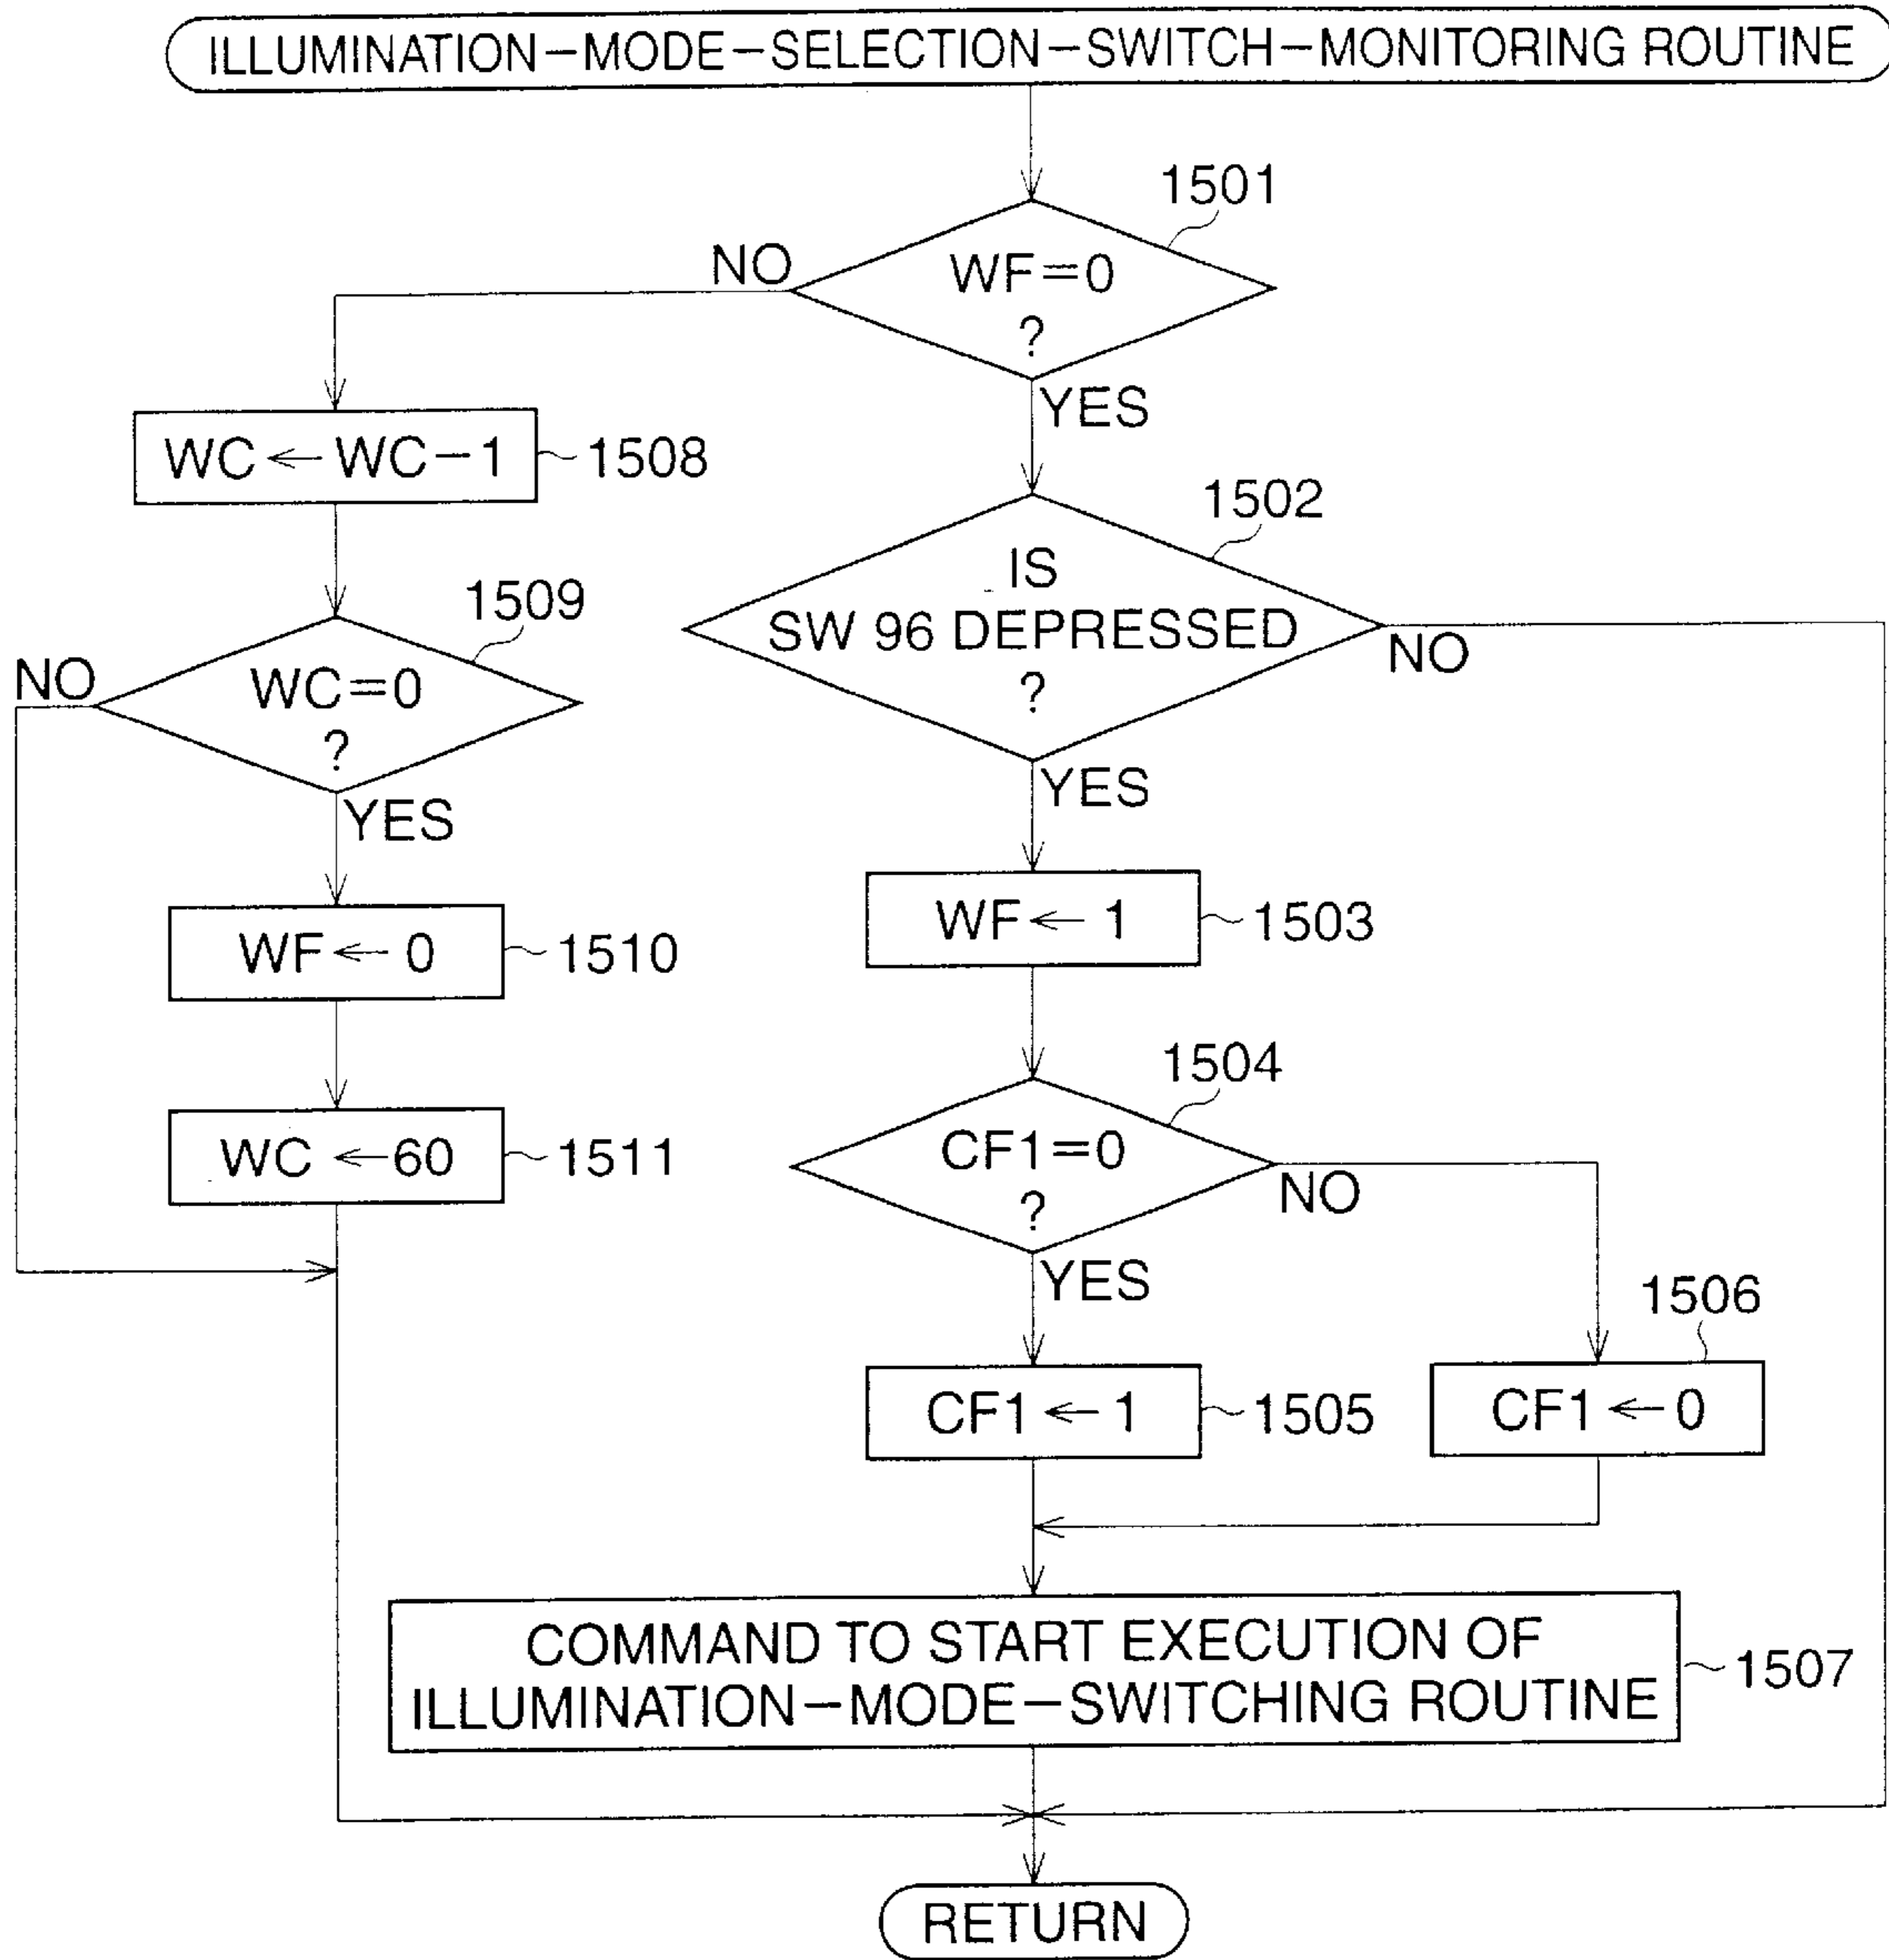 ILLUMINATION-MODE-SELECTION-SWITCH-MONITORING ROUTINE
1501
NO
WF=0
?
YES
WC ← WC-1
1508
1502
IS
SW 96 DEPRESSED
?
NO
YES
1509
NO
WC=0
?
YES
WF ← 1
1503
WF ← 0
1510
1504
CF1=0
?
NO
YES
WC ← 60
1511
1506
CF1 ← 1
1505
CF1 ← 0
COMMAND TO START EXECUTION OF
ILLUMINATION-MODE-SWITCHING ROUTINE
1507
RETURN